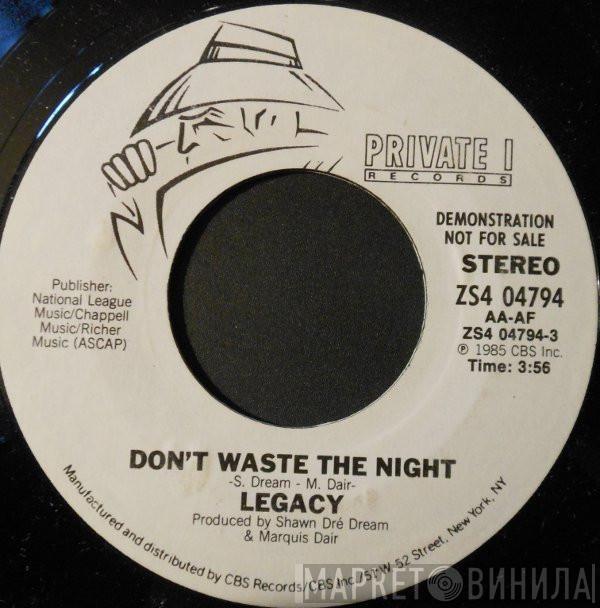 PRIVATE I
RECORDS
DEMONSTRATION
NOT FOR SALE
STEREO
ZS4 04794
AA-AF
ZS4 04794-3
℗ 1985 CBS Inc.
Time: 3:56
Publisher:
National League
Music/Chappell
Music/Richer
Music (ASCAP)
DON'T WASTE THE NIGHT
-S. Dream - M. Dair-
LEGACY
Produced by Shawn Dré Dream
& Marquis Dair
Manufactured and distributed by CBS Records/CBS Inc./51 W. 52 Street, New York, NY
МАРКЕТ ВИНИЛА